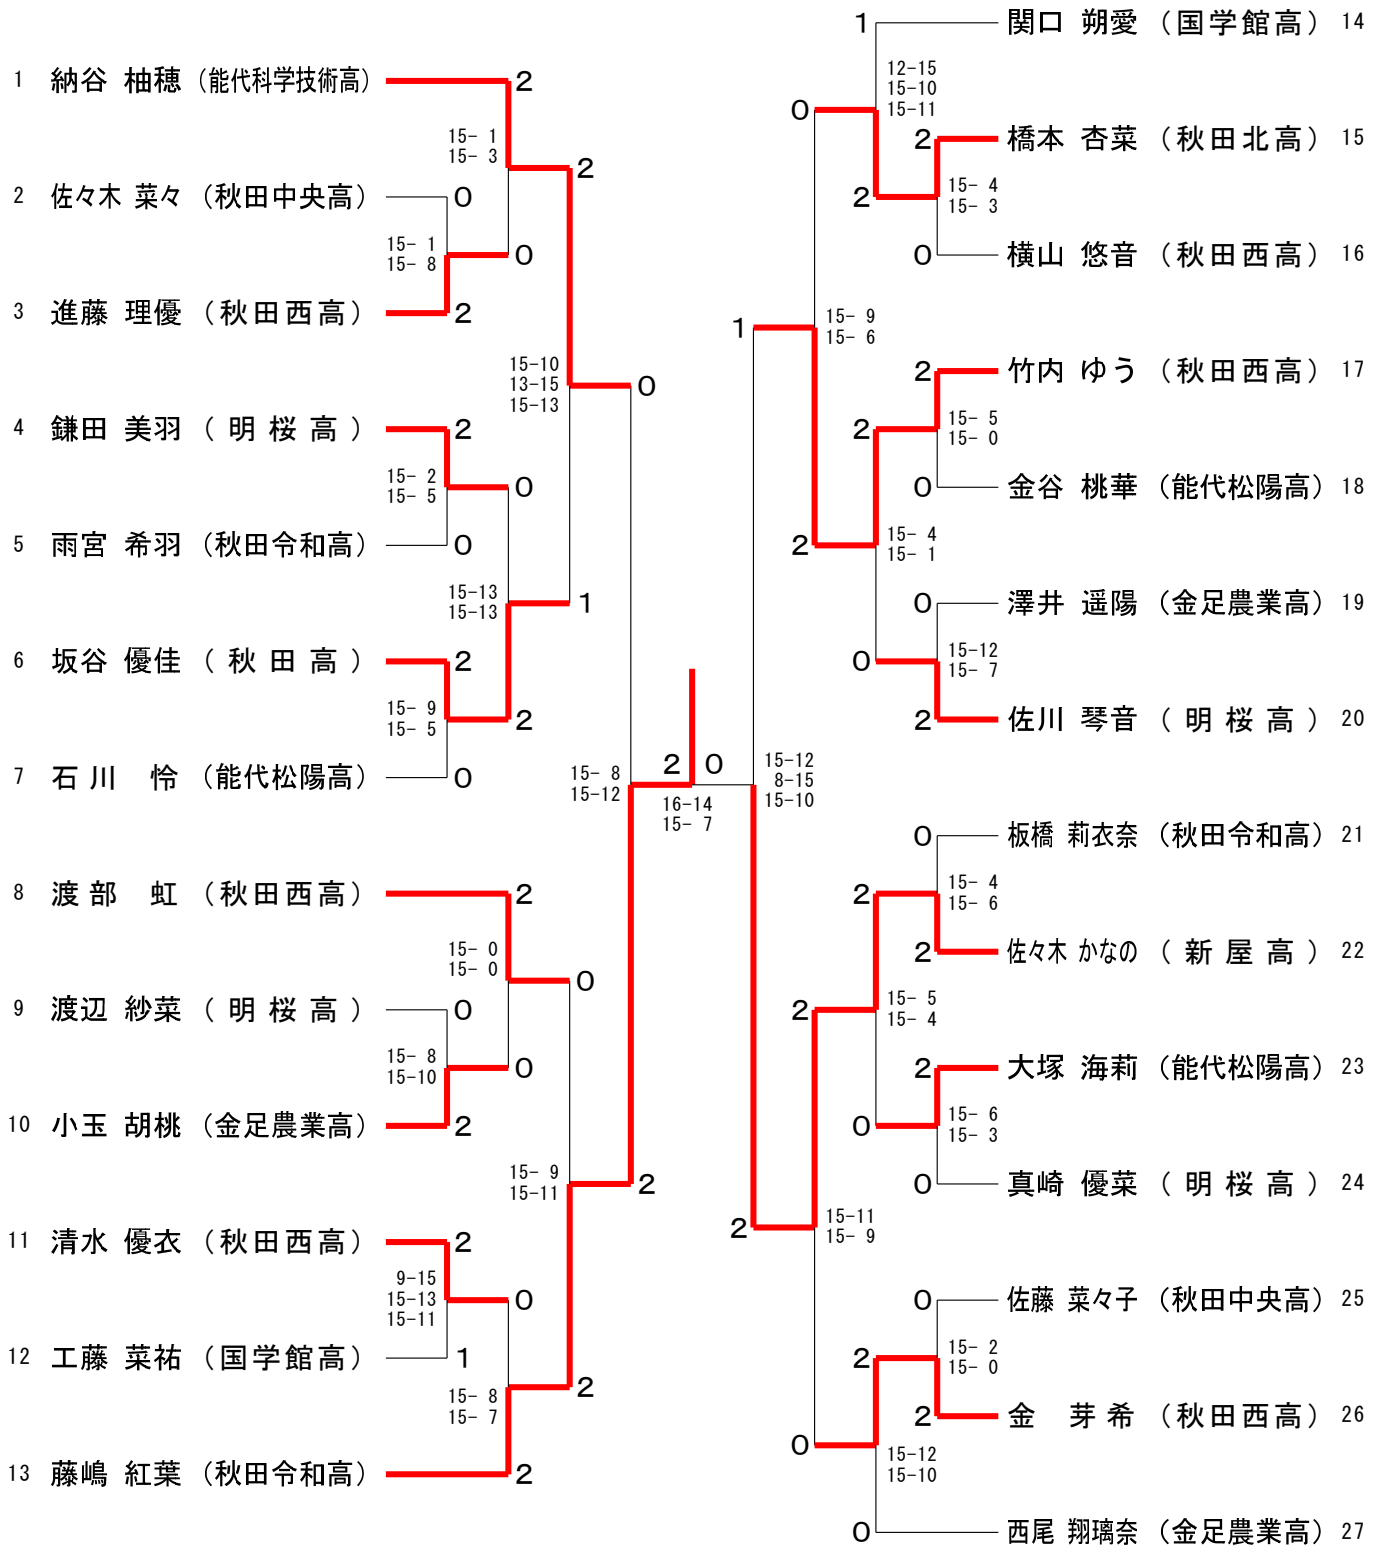 1 納谷 柚穂 (能代科学技術高) 2
15- 1
15- 3
2
2 佐々木 菜々 (秋田中央高) 0
15- 1
15- 8
0
3 進藤 理優 (秋田西高) 2
15-10
13-15
15-13
0
4 鎌田 美羽 (明桜高) 2
15- 2
15- 5
0
5 雨宮 希羽 (秋田令和高) 0
15-13
15-13
1
6 坂谷 優佳 (秋田高) 2
15- 9
15- 5
2
7 石川 怜 (能代松陽高) 0
15- 8
15-12
8 渡部 虹 (秋田西高) 2
15- 0
15- 0
0
9 渡辺 紗菜 (明桜高) 0
15- 8
15-10
0
10 小玉 胡桃 (金足農業高) 2
15- 9
15-11
2
11 清水 優衣 (秋田西高) 2
9-15
15-13
15-11
0
12 工藤 菜祐 (国学館高) 1
15- 8
15- 7
2
13 藤嶋 紅葉 (秋田令和高) 2
2 0
16-14
15- 7
1 関口 朔愛 (国学館高) 14
12-15
15-10
15-11
0
2 橋本 杏菜 (秋田北高) 15
15- 4
15- 3
2
0 横山 悠音 (秋田西高) 16
15- 9
15- 6
1
2 竹内 ゆう (秋田西高) 17
15- 5
15- 0
2
0 金谷 桃華 (能代松陽高) 18
15- 4
15- 1
2
0 澤井 遥陽 (金足農業高) 19
15-12
15- 7
0
2 佐川 琴音 (明桜高) 20
15-12
8-15
15-10
0 板橋 莉衣奈 (秋田令和高) 21
15- 4
15- 6
2
2 佐々木 かなの (新屋高) 22
15- 5
15- 4
2
2 大塚 海莉 (能代松陽高) 23
15- 6
15- 3
0
0 真崎 優菜 (明桜高) 24
15-11
15- 9
2
0 佐藤 菜々子 (秋田中央高) 25
15- 2
15- 0
2
2 金 芽希 (秋田西高) 26
15-12
15-10
0
0 西尾 翔璃奈 (金足農業高) 27